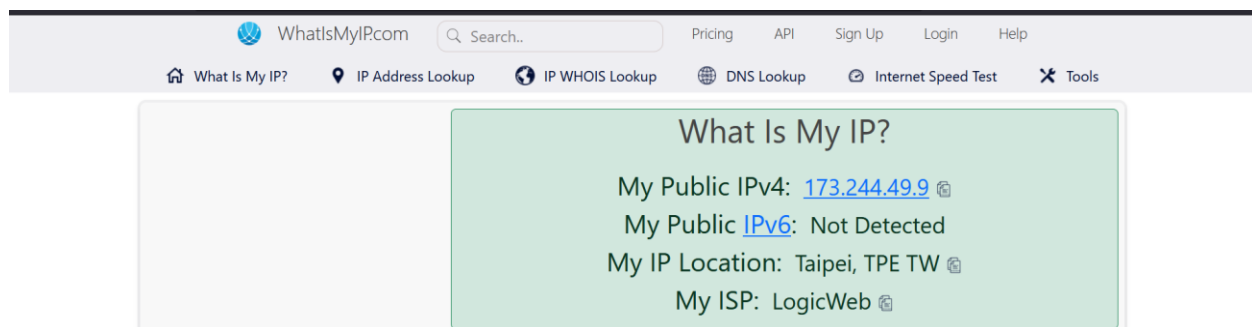 WhatIsMyIP.com Search.. Pricing API Sign Up Login Help
What Is My IP? IP Address Lookup IP WHOIS Lookup DNS Lookup Internet Speed Test Tools
What Is My IP?
My Public IPv4: 173.244.49.9
My Public IPv6: Not Detected
My IP Location: Taipei, TPE TW
My ISP: LogicWeb